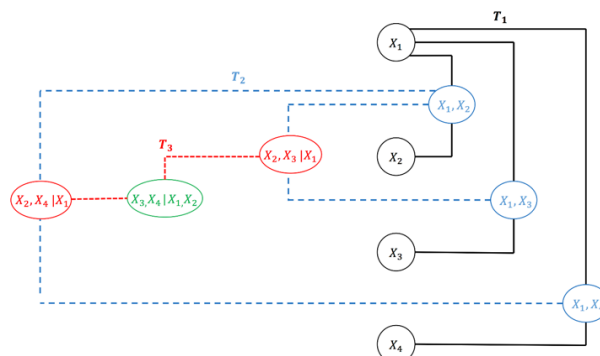 T₁
X₁
T₂
X₁, X₂
T₃
X₂, X₃ |X₁
X₂
X₂, X₄ |X₁
X₃,X₄|X₁,X₂
X₁, X₃
X₃
X₁, X
X₄